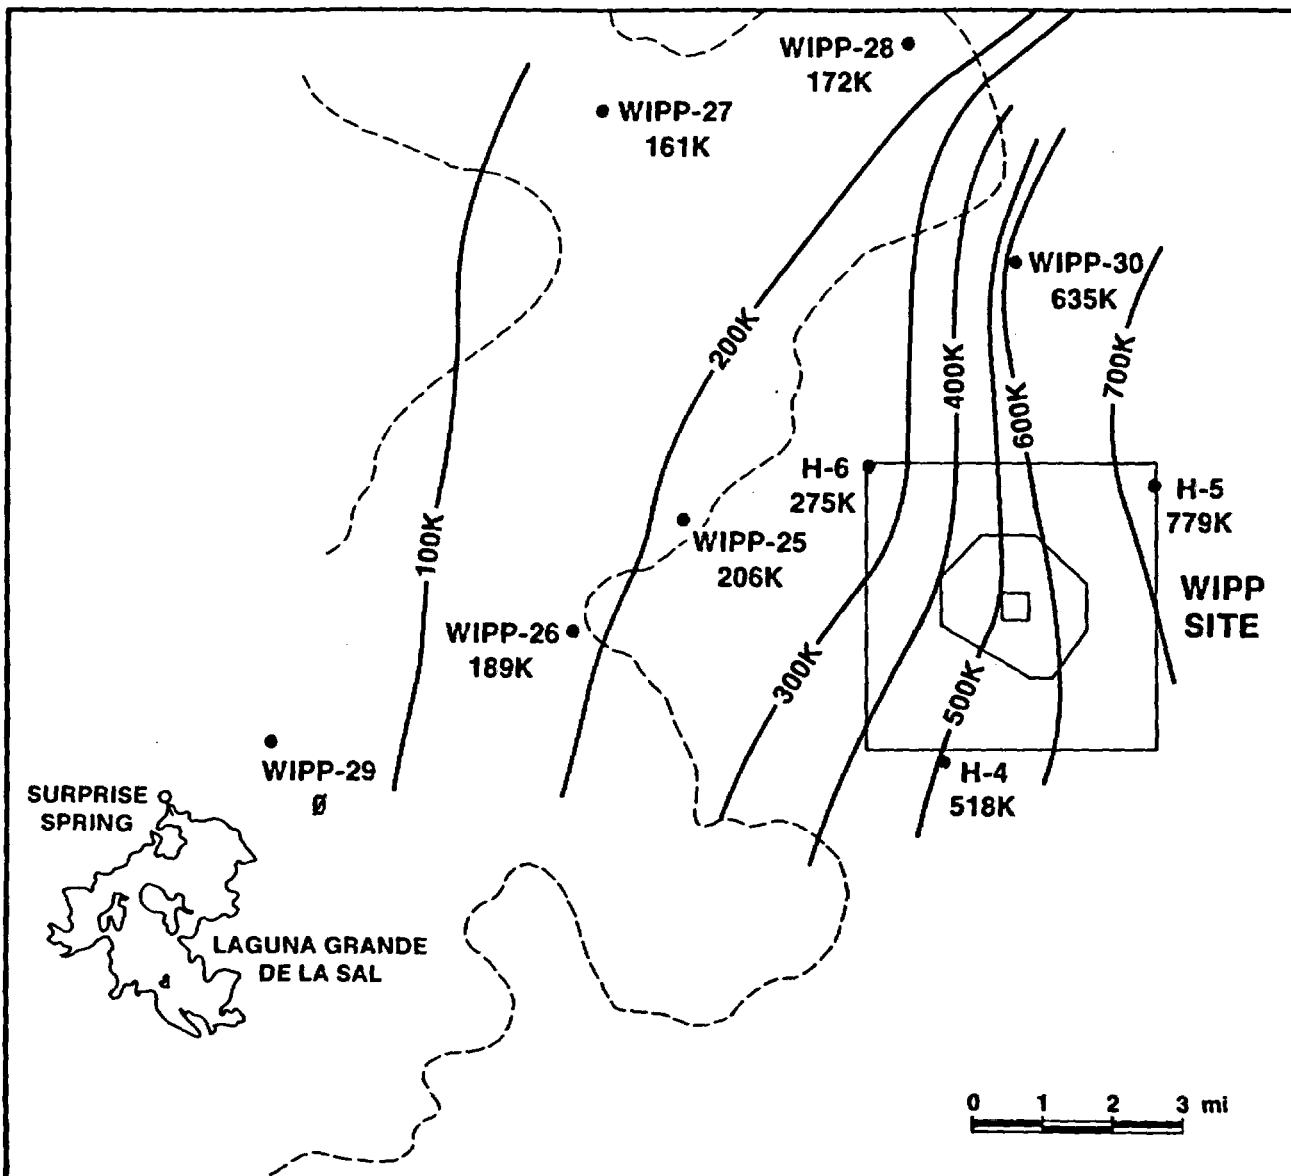 WIPP-28
172K
WIPP-27
161K
WIPP-30
635K
200K
400K
700K
600K
H-6
275K
H-5
779K
100K
WIPP-25
206K
WIPP
SITE
WIPP-26
189K
300K
500K
WIPP-29
Ø
H-4
518K
SURPRISE
SPRING
LAGUNA GRANDE
DE LA SAL
0 1 2 3 mi